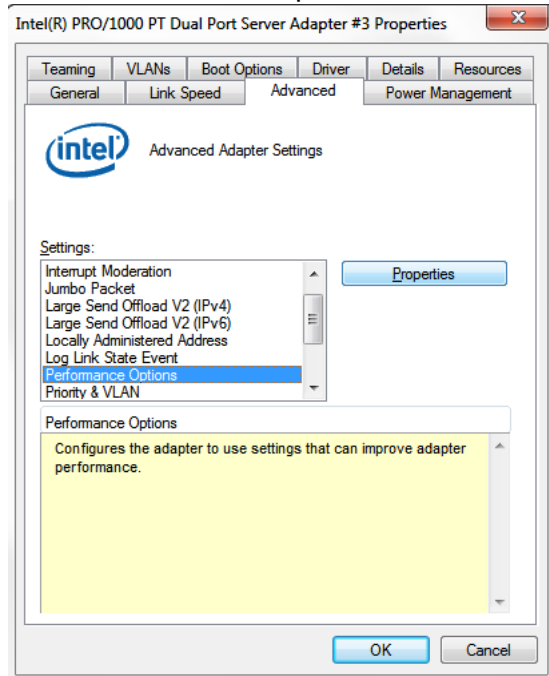 Intel(R) PRO/1000 PT Dual Port Server Adapter #3 Properties
Teaming VLANs Boot Options Driver Details Resources
General Link Speed Advanced Power Management
intel Advanced Adapter Settings
Settings:
Interrupt Moderation
Jumbo Packet
Large Send Offload V2 (IPv4)
Large Send Offload V2 (IPv6)
Locally Administered Address
Log Link State Event
Performance Options
Priority & VLAN
Properties
Performance Options
Configures the adapter to use settings that can improve adapter
performance.
OK Cancel